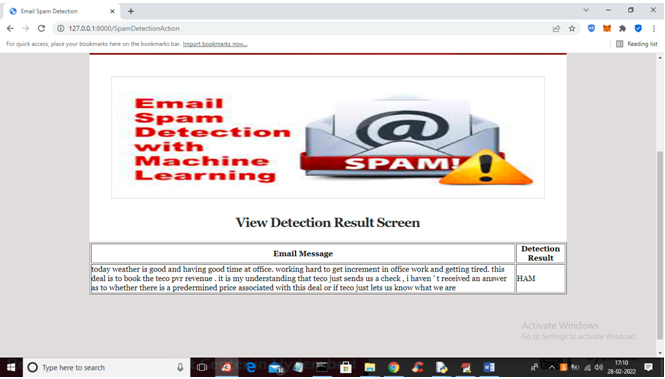 Email Spam Detection
127.0.0.1:8000/SpamDetectionAction
For quick access, place your bookmarks here on the bookmarks bar. Import bookmarks now...
Reading list
Email
Spam
Detection
with
Machine
Learning
@
SPAM!
View Detection Result Screen
Email Message
Detection
Result
today weather is good and having good time at office. working hard to get increment in office work and getting tired. this
deal is to book the teco pvr revenue . it is my understanding that teco just sends us a check , i haven ' t received an answer
as to whether there is a predermined price associated with this deal or if teco just lets us know what we are
HAM
Activate Windows
Go to Settings to activate Windows.
Type here to search
17:10
28-02-2022